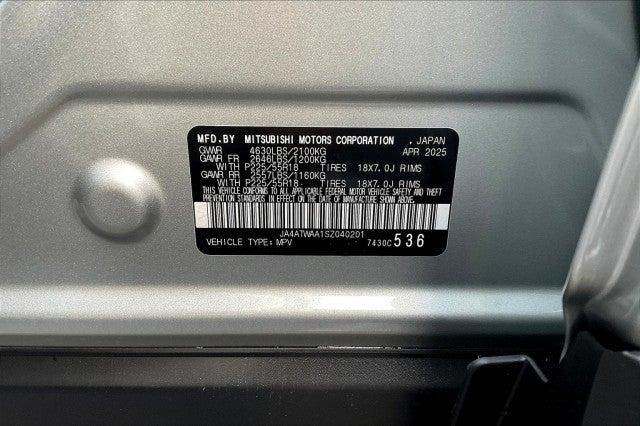 MFD.BY MITSUBISHI MOTORS CORPORATION , JAPAN
GVWR 4630LBS/2100KG APR 2025
GAWR FR 2646LBS/1200KG
WITH P225/55R18 TIRES 18X7.0J RIMS
GAWR RR 2557LBS/1160KG
WITH P225/55R18 TIRES 18X7.0J RIMS
THIS VEHICLE CONFORMS TO ALL APPLICABLE FEDERAL MOTOR VEHICLE
SAFETY AND THEFT PREVENTION STANDARDS IN EFFECT ON THE
DATE OF MANUFACTURE SHOWN ABOVE.
JA4ATWAA1SZ040201
VEHICLE TYPE:MPV 7430C536